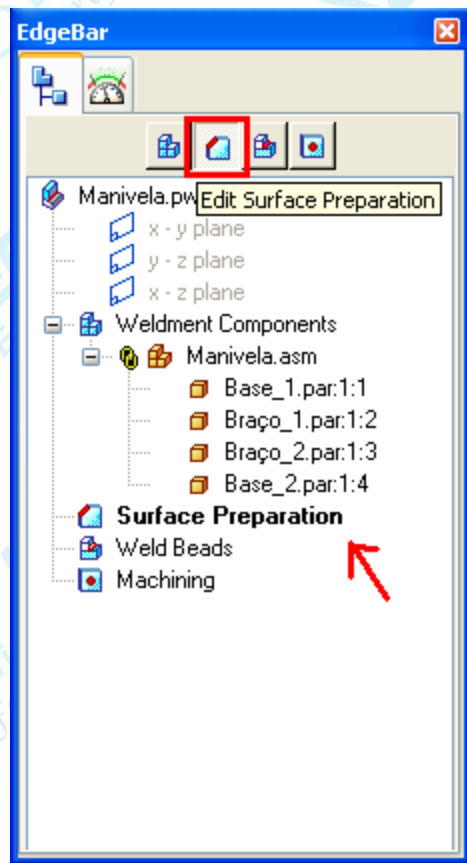 EdgeBar
Manivela.pw
Edit Surface Preparation
x - y plane
y - z plane
x - z plane
Weldment Components
Manivela.asm
Base_1.par:1:1
Braço_1.par:1:2
Braço_2.par:1:3
Base_2.par:1:4
Surface Preparation
Weld Beads
Machining